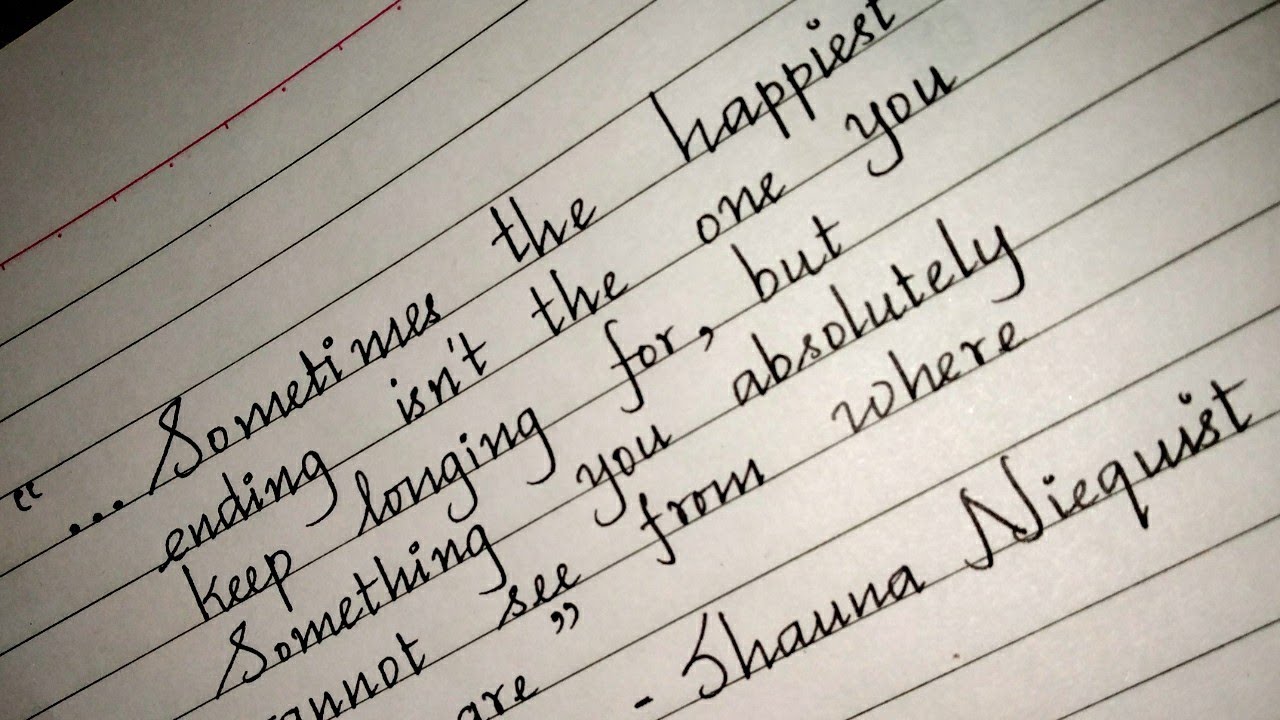 “ ... Sometimes the happiest
ending isn't the one you
keep longing for, but
Something you absolutely
cannot see from where
are ”
- Shauna Niequist